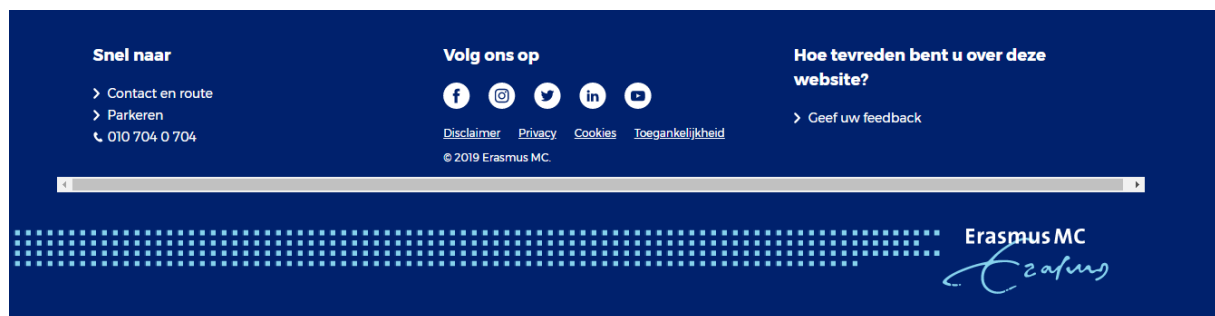 Snel naar
Contact en route
Parkeren
010 704 0 704
Volg ons op
Disclaimer Privacy Cookies Toegankelijkheid
© 2019 Erasmus MC.
Hoe tevreden bent u over deze
website?
Geef uw feedback
Erasmus MC
Erasmus